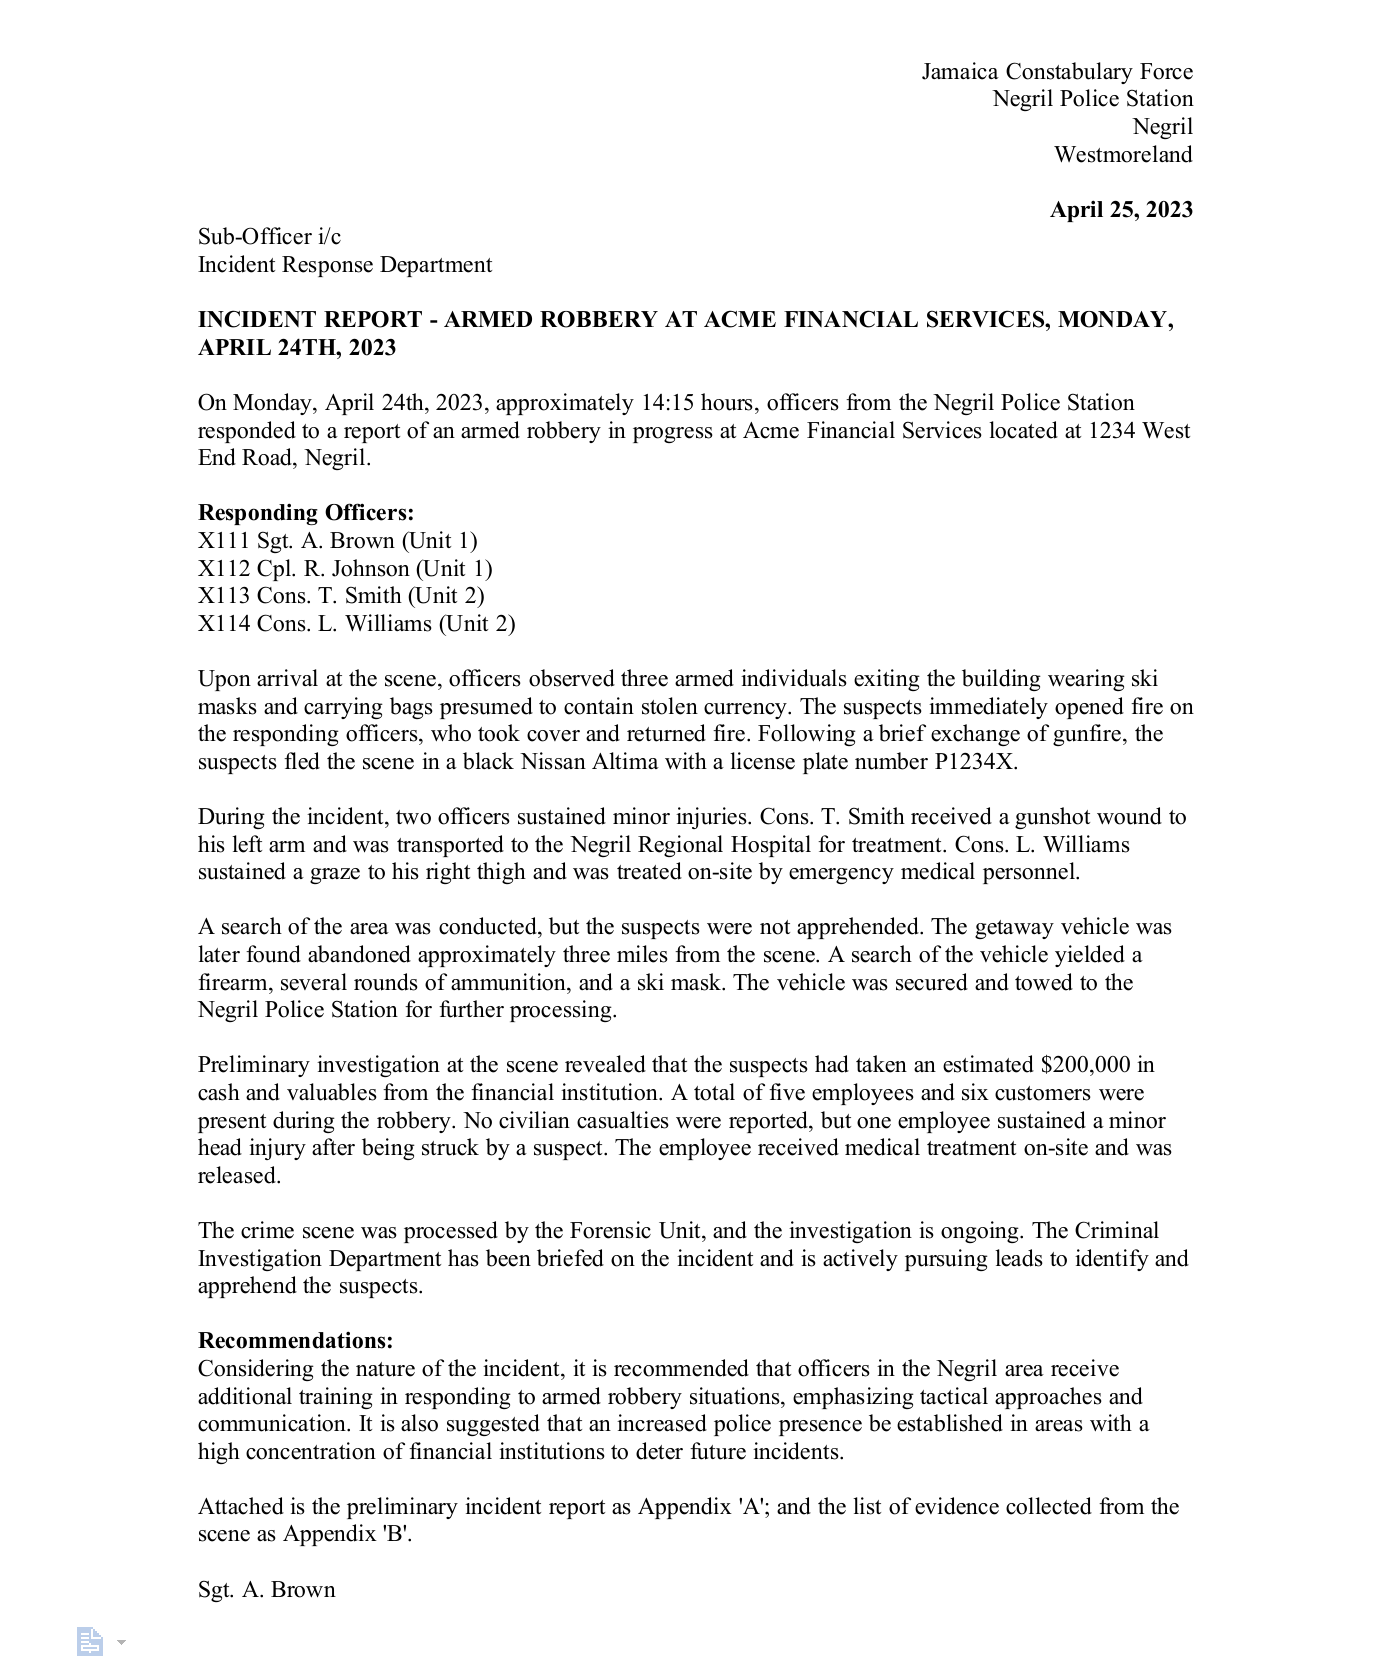 Jamaica Constabulary Force
Negril Police Station
Negril
Westmoreland
April 25, 2023
Sub-Officer i/c
Incident Response Department
INCIDENT REPORT - ARMED ROBBERY AT ACME FINANCIAL SERVICES, MONDAY,
APRIL 24TH, 2023
On Monday, April 24th, 2023, approximately 14:15 hours, officers from the Negril Police Station
responded to a report of an armed robbery in progress at Acme Financial Services located at 1234 West
End Road, Negril.
Responding Officers:
X111 Sgt. A. Brown (Unit 1)
X112 Cpl. R. Johnson (Unit 1)
X113 Cons. T. Smith (Unit 2)
X114 Cons. L. Williams (Unit 2)
Upon arrival at the scene, officers observed three armed individuals exiting the building wearing ski
masks and carrying bags presumed to contain stolen currency. The suspects immediately opened fire on
the responding officers, who took cover and returned fire. Following a brief exchange of gunfire, the
suspects fled the scene in a black Nissan Altima with a license plate number P1234X.
During the incident, two officers sustained minor injuries. Cons. T. Smith received a gunshot wound to
his left arm and was transported to the Negril Regional Hospital for treatment. Cons. L. Williams
sustained a graze to his right thigh and was treated on-site by emergency medical personnel.
A search of the area was conducted, but the suspects were not apprehended. The getaway vehicle was
later found abandoned approximately three miles from the scene. A search of the vehicle yielded a
firearm, several rounds of ammunition, and a ski mask. The vehicle was secured and towed to the
Negril Police Station for further processing.
Preliminary investigation at the scene revealed that the suspects had taken an estimated $200,000 in
cash and valuables from the financial institution. A total of five employees and six customers were
present during the robbery. No civilian casualties were reported, but one employee sustained a minor
head injury after being struck by a suspect. The employee received medical treatment on-site and was
released.
The crime scene was processed by the Forensic Unit, and the investigation is ongoing. The Criminal
Investigation Department has been briefed on the incident and is actively pursuing leads to identify and
apprehend the suspects.
Recommendations:
Considering the nature of the incident, it is recommended that officers in the Negril area receive
additional training in responding to armed robbery situations, emphasizing tactical approaches and
communication. It is also suggested that an increased police presence be established in areas with a
high concentration of financial institutions to deter future incidents.
Attached is the preliminary incident report as Appendix 'A'; and the list of evidence collected from the
scene as Appendix 'B'.
Sgt. A. Brown